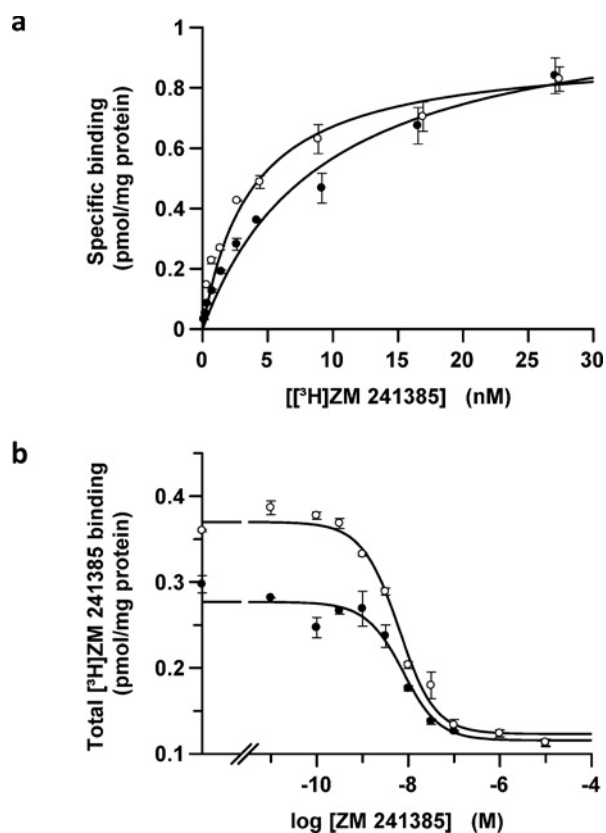 a
Specific binding
(pmol/mg protein)
1
0.8
0.6
0.4
0.2
0
0 5 10 15 20 25 30
[[³H]ZM 241385] (nM)
b
Total [³H]ZM 241385 binding
(pmol/mg protein)
0.4
0.3
0.2
0.1
-10 -8 -6 -4
log [ZM 241385] (M)